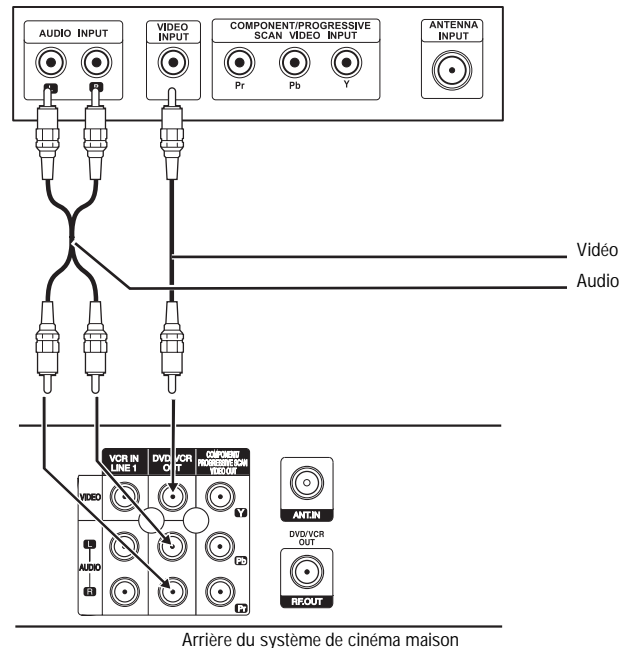 AUDIO INPUT
VIDEO
INPUT
COMPONENT/PROGRESSIVE
SCAN VIDEO INPUT
ANTENNA
INPUT
R
Pr
Pb
Y
Vidéo
Audio
VCR IN
LINE 1
DVD/VCR
OUT
COMPONENT
PROGRESSIVE SCAN
VIDEO OUT
VIDEO
Y
L
AUDIO
R
Pb
Pr
ANT.IN
DVD/VCR
OUT
RF.OUT
Arrière du système de cinéma maison